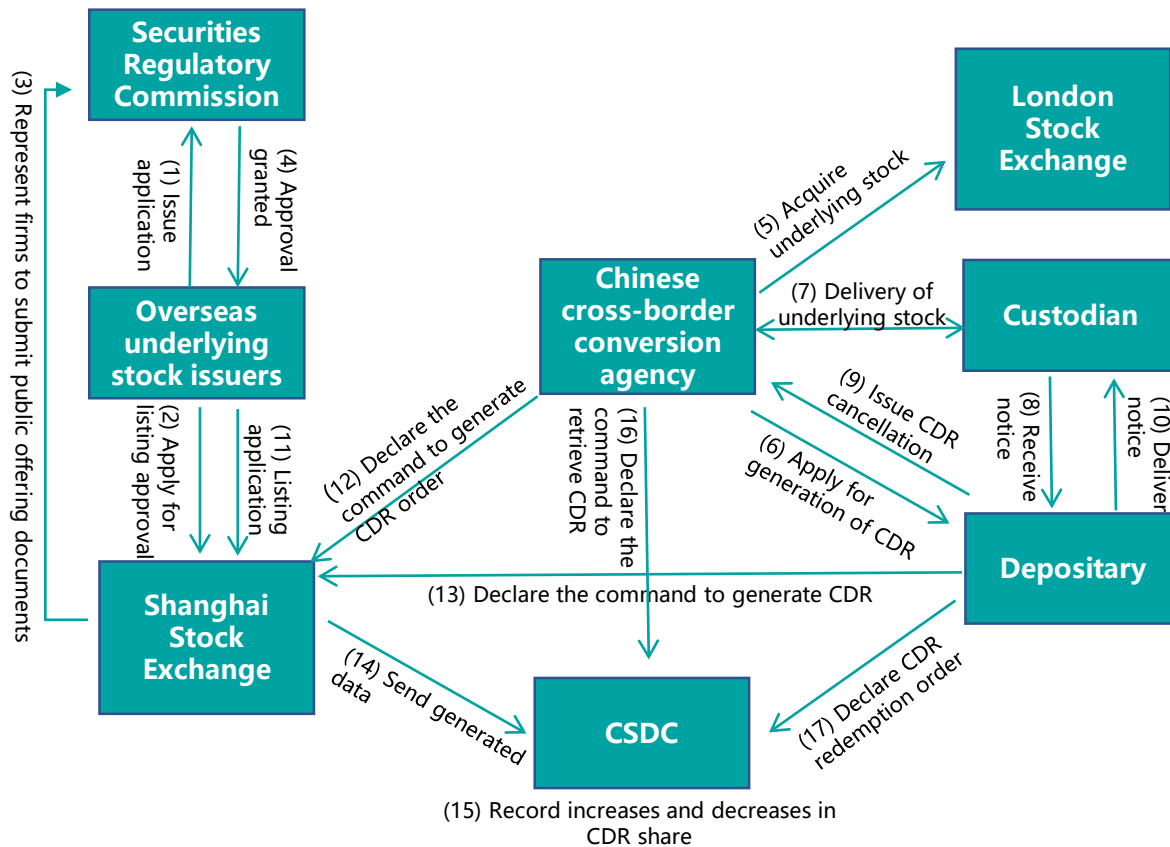 Securities
Regulatory
Commission
London
Stock
Exchange
(3) Represent firms to submit public offering documents
(1) Issue
application
(4) Approval
granted
(5) Acquire
underlying stock
Overseas
underlying
stock issuers
Chinese
cross-border
conversion
agency
(7) Delivery of
underlying stock
Custodian
(2) Apply for
listing approval
(11) Listing
application
(12) Declare the
command to generate
CDR order
(16) Declare the
command to
retrieve CDR
(9) Issue CDR
cancellation
(6) Apply for
generation of CDR
(8) Receive
notice
(10) Deliver
notice
Shanghai
Stock
Exchange
(13) Declare the command to generate CDR
Depositary
(14) Send generated
data
CSDC
(17) Declare CDR
redemption order
(15) Record increases and decreases in
CDR share